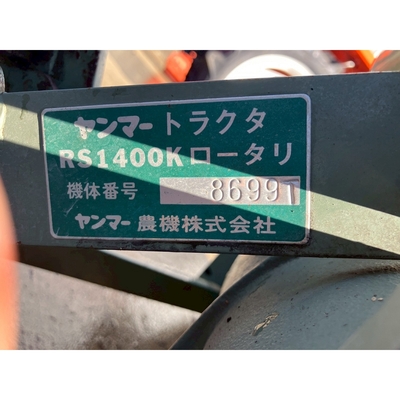 ヤンマートラクタ
RS1400Kロータリ
機体番号 86991
ヤンマー農機株式会社